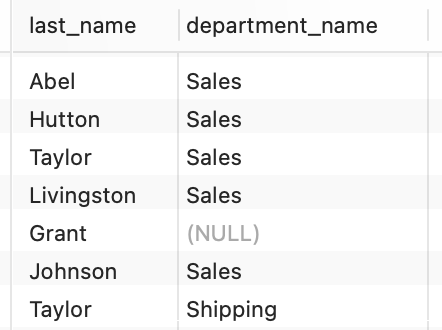 last_name department_name
Abel Sales
Hutton Sales
Taylor Sales
Livingston Sales
Grant (NULL)
Johnson Sales
Taylor Shipping